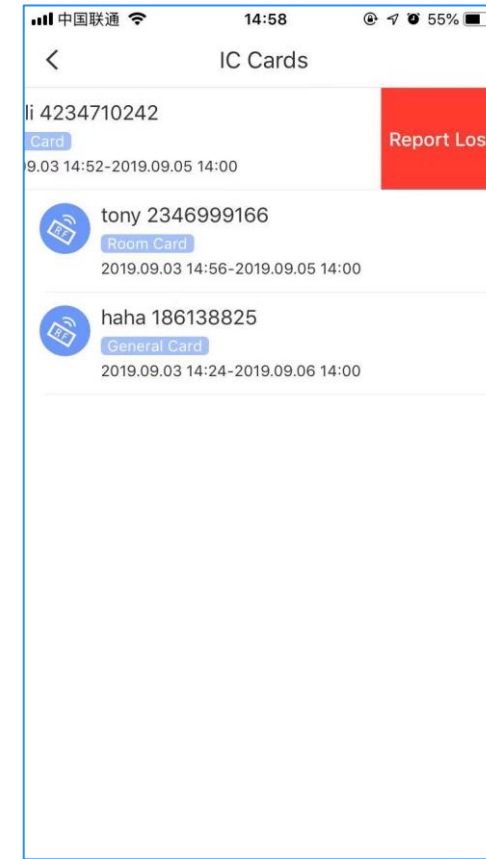 中国联通 14:58 55%
IC Cards
li 4234710242
Card
9.03 14:52-2019.09.05 14:00
Report Los
tony 2346999166
RF
Room Card
2019.09.03 14:56-2019.09.05 14:00
haha 186138825
RF
General Card
2019.09.03 14:24-2019.09.06 14:00